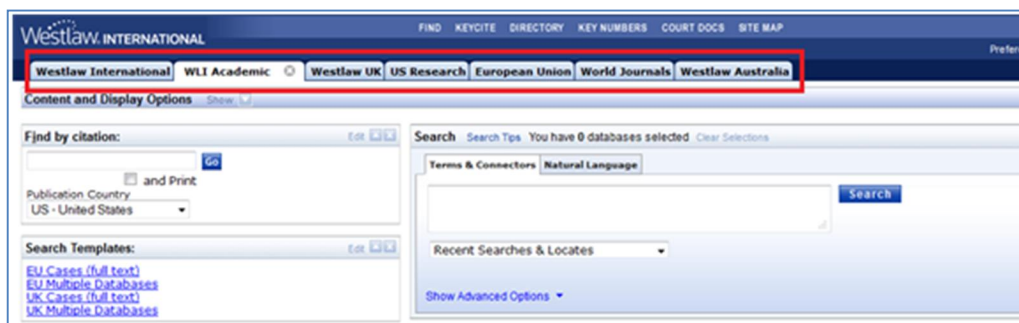 Westlaw. INTERNATIONAL
FIND KEYCITE DIRECTORY KEY NUMBERS COURT DOCS SITE MAP
Prefere
Westlaw International WLI Academic Westlaw UK US Research European Union World Journals Westlaw Australia
Content and Display Options Show
Find by citation: Edit
Go
and Print
Publication Country
US - United States
Search Templates: Edit
EU Cases (full text)
EU Multiple Databases
UK Cases (full text)
UK Multiple Databases
Search Search Tips You have 0 databases selected Clear Selections
Terms & Connectors Natural Language
Search
Recent Searches & Locates
Show Advanced Options